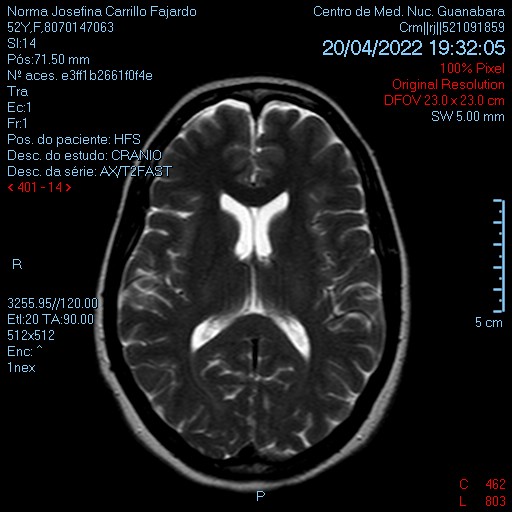 Norma Josefina Carrillo Fajardo
52Y,F,8070147063
Sl:14
Pós:71.50 mm
Nº aces. e3ff1b2661f0f4e
Tra
Ec:1
Fr:1
Pos. do paciente: HFS
Desc. do estudo: CRANIO
Desc. da série: AX/T2FAST
< 401 - 14 >
Centro de Med. Nuc. Guanabara
Crm||rj||521091859
20/04/2022 19:32:05
100% Pixel
Original Resolution
DFOV 23.0 x 23.0 cm
SW 5.00 mm
R
5 cm
3255.95//120.00
Etl:20 TA:90.00
512x512
Enc: ^
1nex
P
C 462
L 803